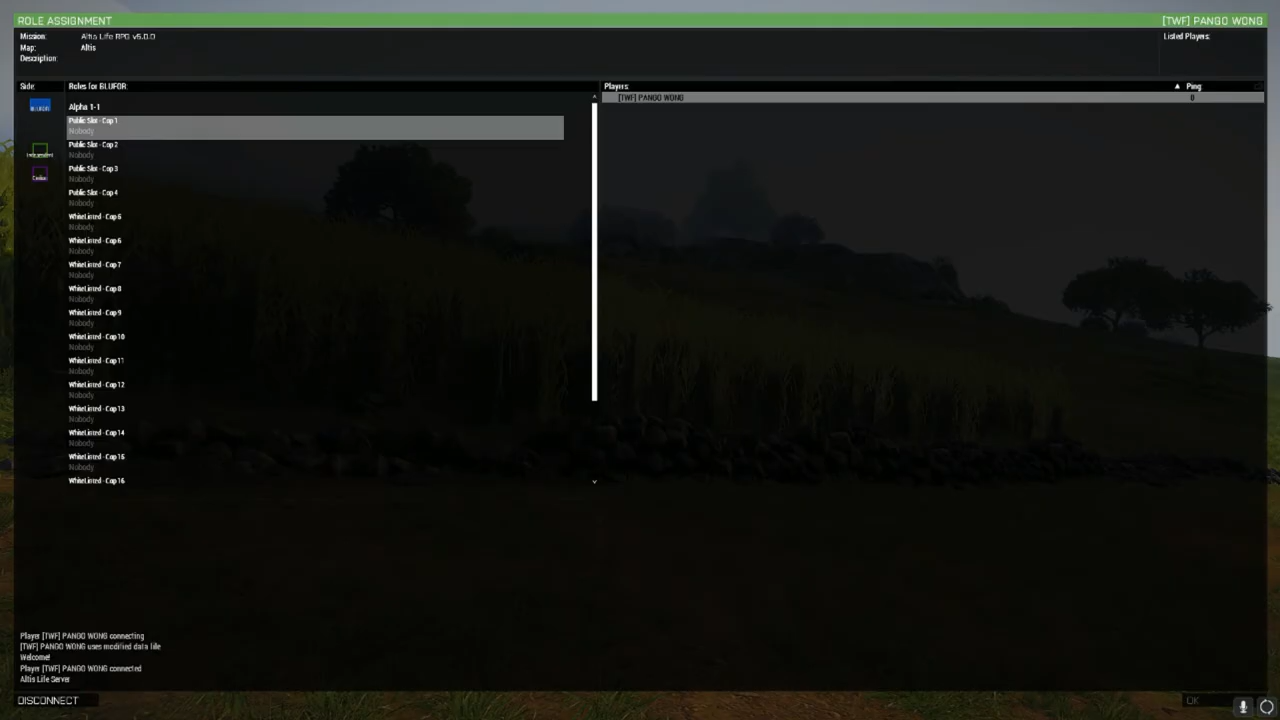 ROLE ASSIGNMENT
[TWF] PANGO WONG
Mission: Altis Life RPG v5.0.0
Map: Altis
Description:
Listed Players:
Side: Roles for BLUFOR:
Players: Ping
BLUFOR
Alpha 1-1
[TWF] PANGO WONG 0
Public Slot - Cop 1
Nobody
Public Slot - Cop 2
Nobody
Independent
Public Slot - Cop 3
Nobody
Civilian
Public Slot - Cop 4
Nobody
WhiteListed - Cop 5
Nobody
WhiteListed - Cop 6
Nobody
WhiteListed - Cop 7
Nobody
WhiteListed - Cop 8
Nobody
WhiteListed - Cop 9
Nobody
WhiteListed - Cop 10
Nobody
WhiteListed - Cop 11
Nobody
WhiteListed - Cop 12
Nobody
WhiteListed - Cop 13
Nobody
WhiteListed - Cop 14
Nobody
WhiteListed - Cop 15
Nobody
WhiteListed - Cop 16
Player [TWF] PANGO WONG connecting
[TWF] PANGO WONG uses modified data file
Welcome!
Player [TWF] PANGO WONG connected
Altis Life Server
DISCONNECT
OK